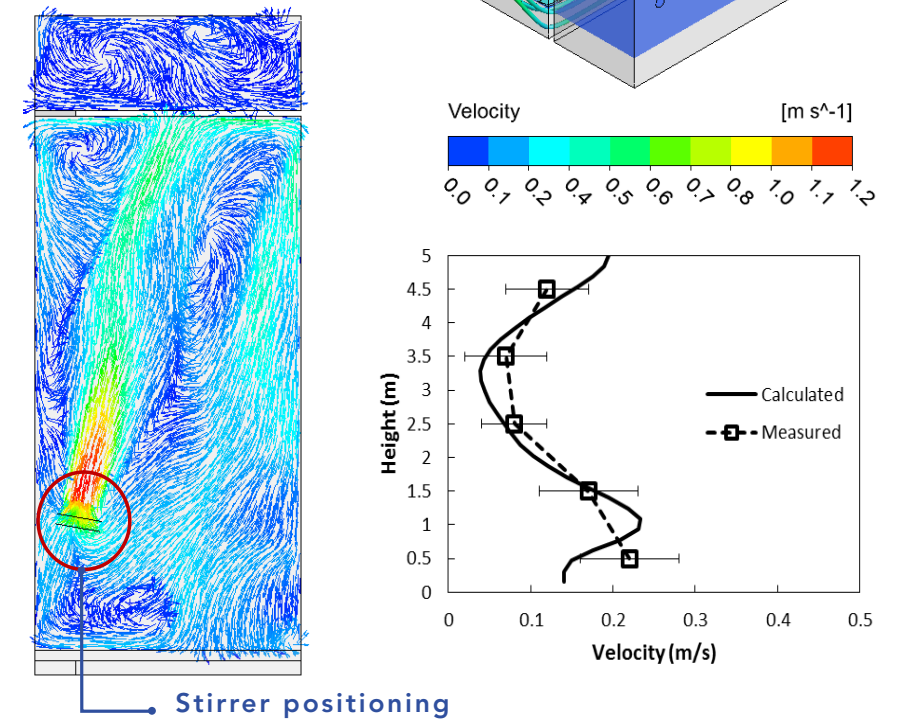 Velocity [m s^-1]
0.0 0.1 0.2 0.4 0.5 0.6 0.7 0.8 1.0 1.1 1.2
5
4.5
4
3.5
3
2.5
2
1.5
1
0.5
0
Height (m)
Calculated
Measured
0 0.1 0.2 0.3 0.4 0.5
Velocity (m/s)
Stirrer positioning